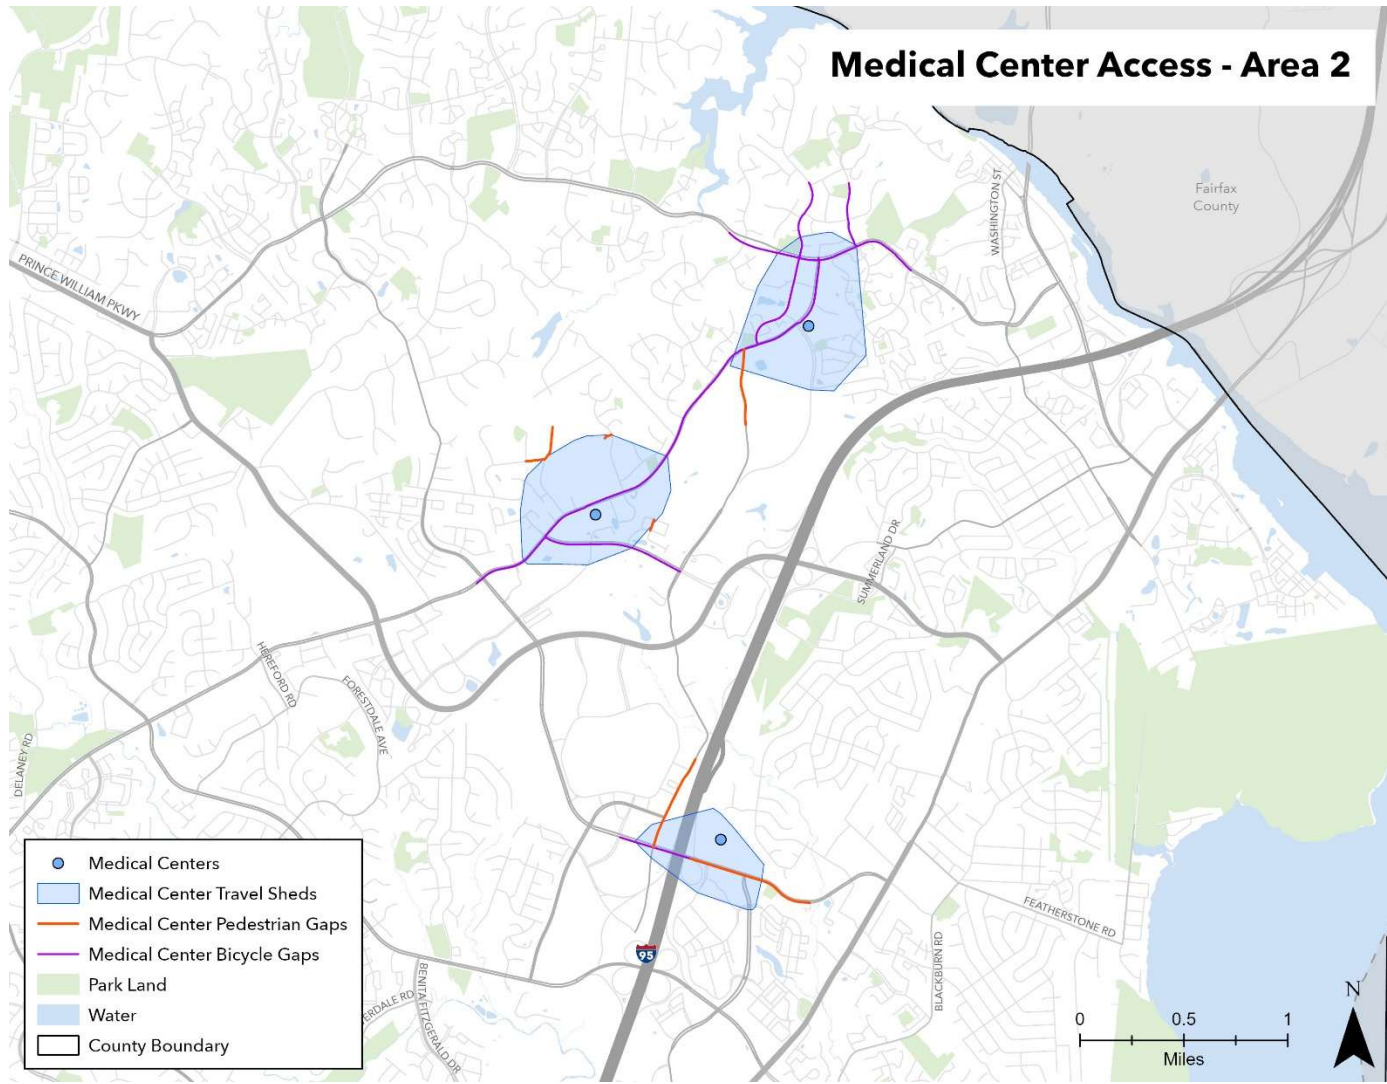 Medical Center Access - Area 2
Fairfax
County
WASHINGTON ST
PRINCE WILLIAM PKWY
SUMMERLAND DR
HEREFORD RD
FORESTDALE AVE
DELANEY RD
Medical Centers
Medical Center Travel Sheds
Medical Center Pedestrian Gaps
Medical Center Bicycle Gaps
Park Land
Water
County Boundary
95
FEATHERSTONE RD
BLACKBURN RD
BENITA FITZGERALD DR
ERDALE RD
N
0 0.5 1
Miles